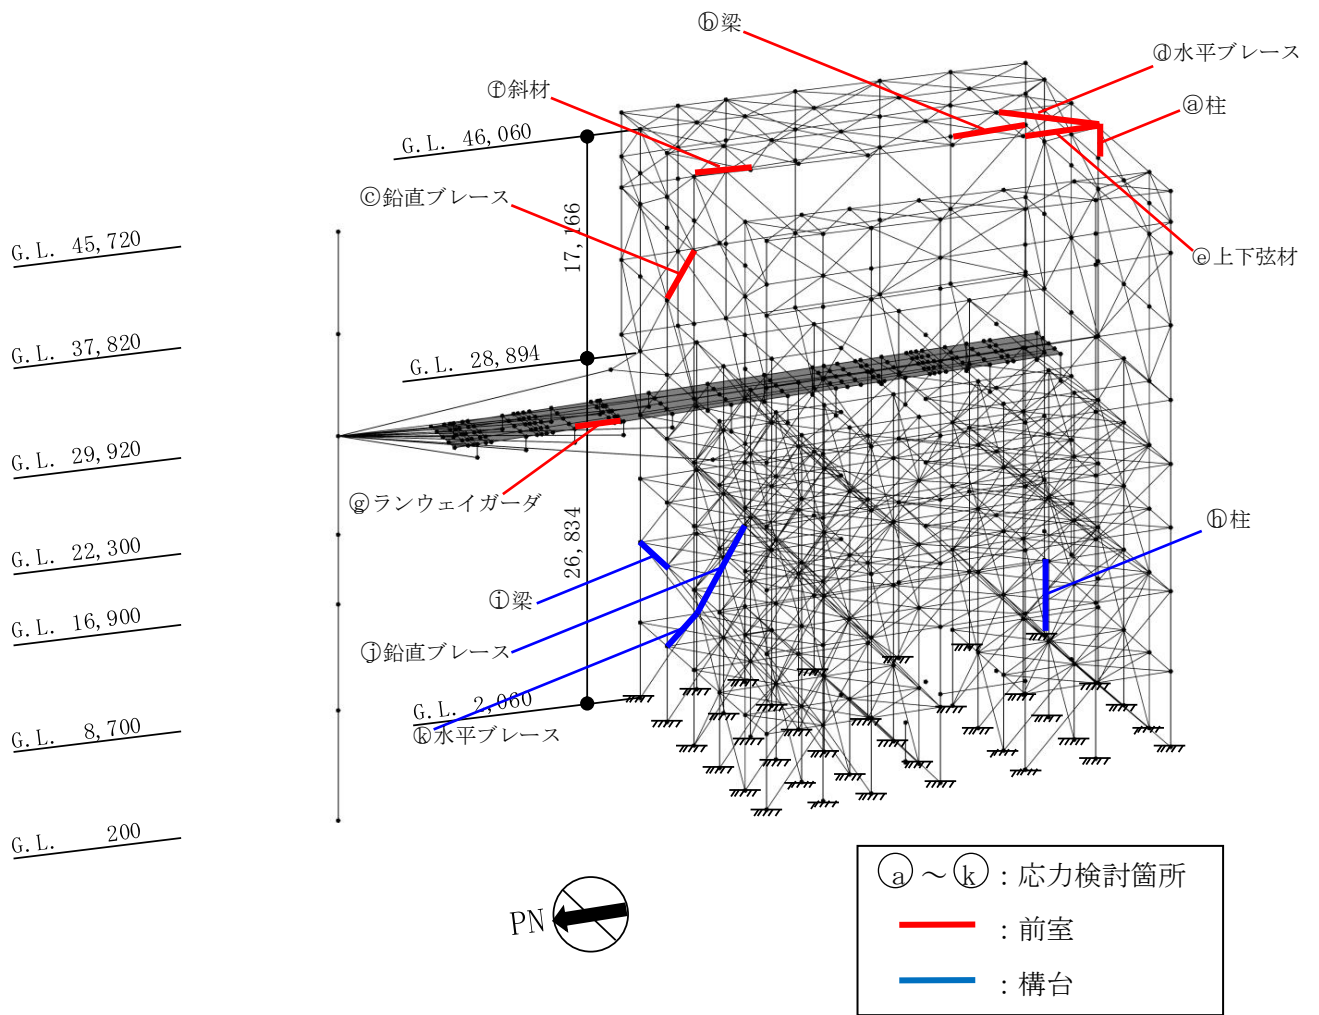 ⓑ梁
ⓓ水平ブレース
ⓕ斜材
ⓐ柱
G.L. 46,060
ⓒ鉛直ブレース
17,166
G.L. 45,720
ⓔ上下弦材
G.L. 37,820
G.L. 28,894
G.L. 29,920
ⓖランウェイガーダ
26,834
ⓗ柱
G.L. 22,300
ⓘ梁
G.L. 16,900
ⓙ鉛直ブレース
G.L. 2,060
ⓚ水平ブレース
G.L. 8,700
G.L. 200
PN
ⓐ～ⓚ：応力検討箇所
：前室
：構台